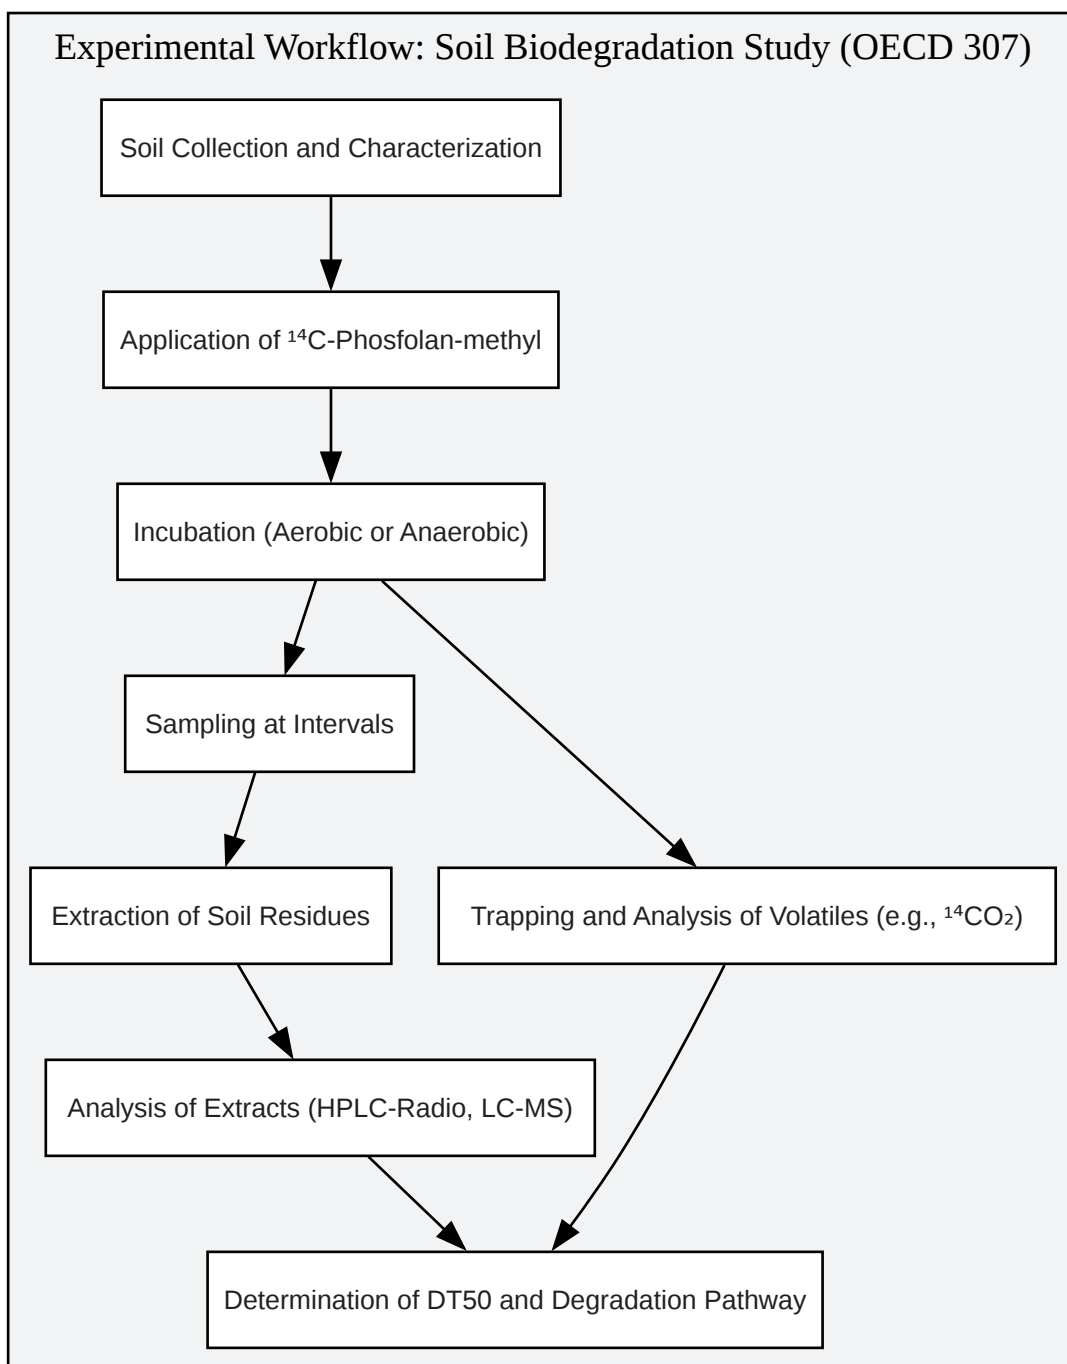 Experimental Workflow: Soil Biodegradation Study (OECD 307)
Soil Collection and Characterization
Application of ¹⁴C-Phosfolan-methyl
Incubation (Aerobic or Anaerobic)
Sampling at Intervals
Extraction of Soil Residues
Trapping and Analysis of Volatiles (e.g., ¹⁴CO₂)
Analysis of Extracts (HPLC-Radio, LC-MS)
Determination of DT50 and Degradation Pathway